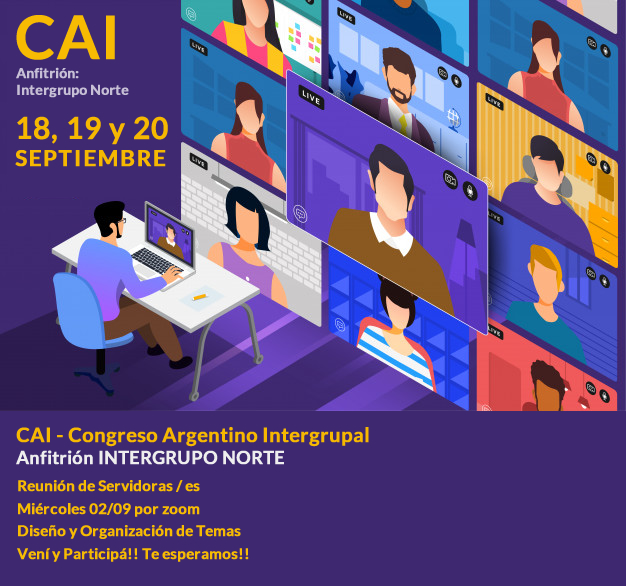 CAI
Anfitrión:
Intergrupo Norte
18, 19 y 20
SEPTIEMBRE
LIVE
LIVE
LIVE
LIVE
LIVE
LIVE
LIVE
LIVE
CAI - Congreso Argentino Intergrupal
Anfitrión INTERGRUPO NORTE
Reunión de Servidoras / es
Miércoles 02/09 por zoom
Diseño y Organización de Temas
Vení y Participá!! Te esperamos!!